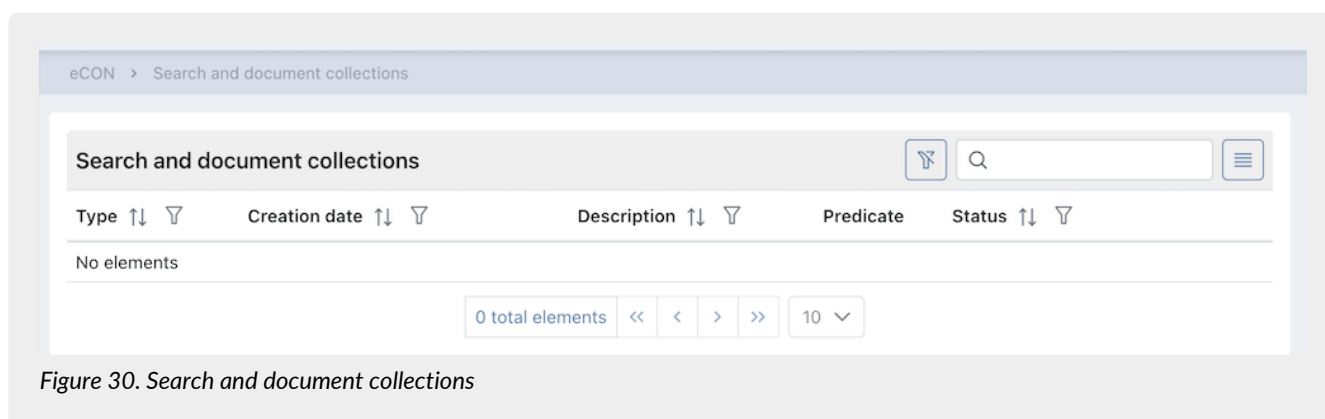 eCON > Search and document collections
Search and document collections
Type Creation date Description Predicate Status
No elements
0 total elements << < > >> 10
Figure 30. Search and document collections